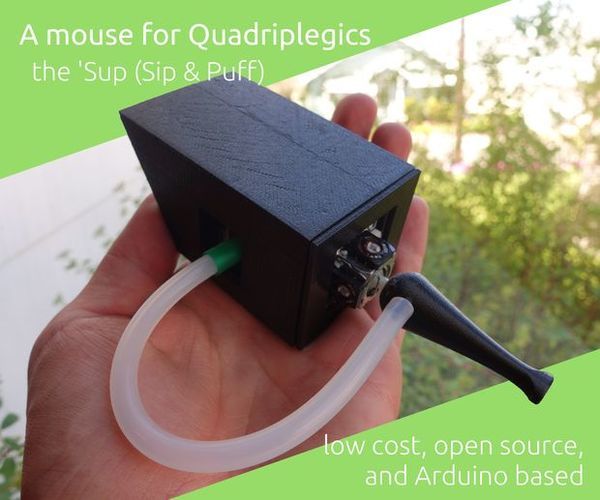 A mouse for Quadriplegics
the 'Sup (Sip & Puff)
low cost, open source,
and Arduino based